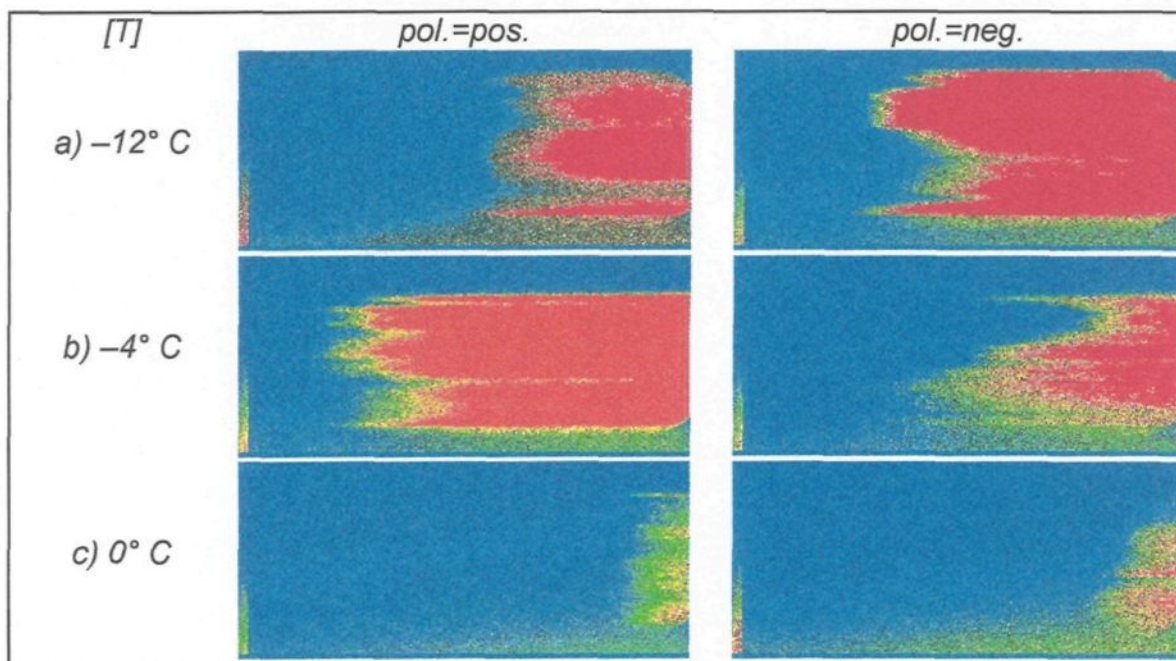 [T] pol.=pos. pol.=neg.
a) –12° C
b) –4° C
c) 0° C